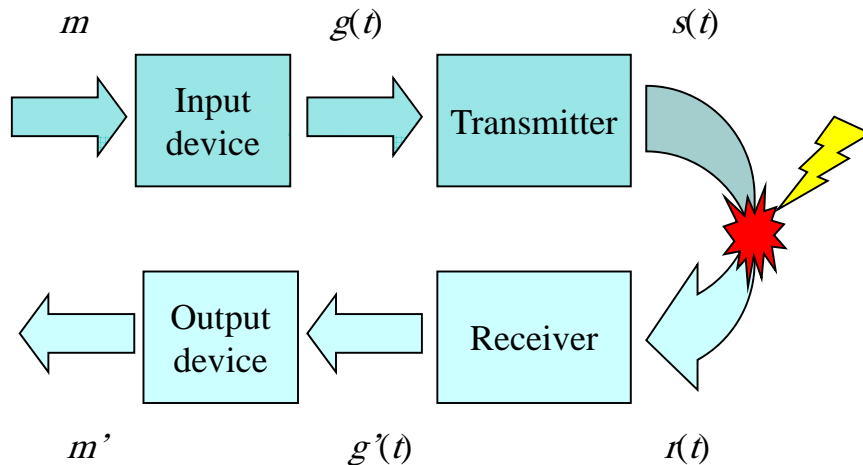 m g(t) s(t)
Input
device
Transmitter
Output
device
Receiver
m’ g’(t) r(t)